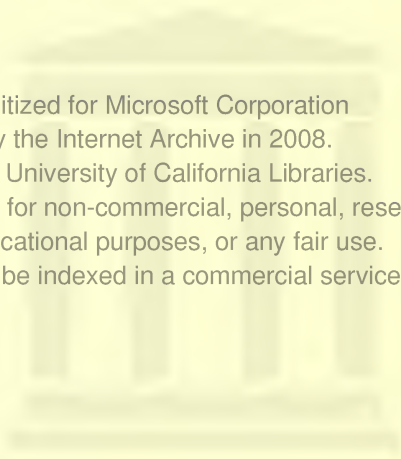 itized for Microsoft Corporation
y the Internet Archive in 2008.
University of California Libraries.
for non-commercial, personal, rese
cational purposes, or any fair use.
be indexed in a commercial service